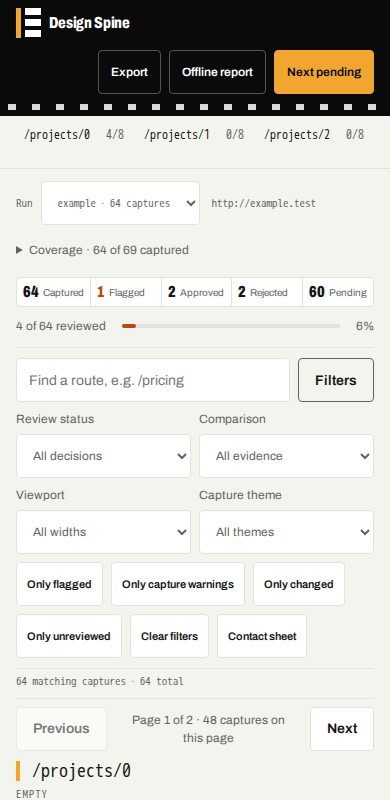 Design Spine
Export
Offline report
Next pending
/projects/0 4/8 /projects/1 0/8 /projects/2 0/8
Run example · 64 captures http://example.test
Coverage · 64 of 69 captured
64 Captured 1 Flagged 2 Approved 2 Rejected 60 Pending
4 of 64 reviewed 6%
Find a route, e.g. /pricing Filters
Review status Comparison
All decisions All evidence
Viewport Capture theme
All widths All themes
Only flagged Only capture warnings Only changed
Only unreviewed Clear filters Contact sheet
64 matching captures · 64 total
Previous Page 1 of 2 · 48 captures on this page Next
/projects/0
EMPTY